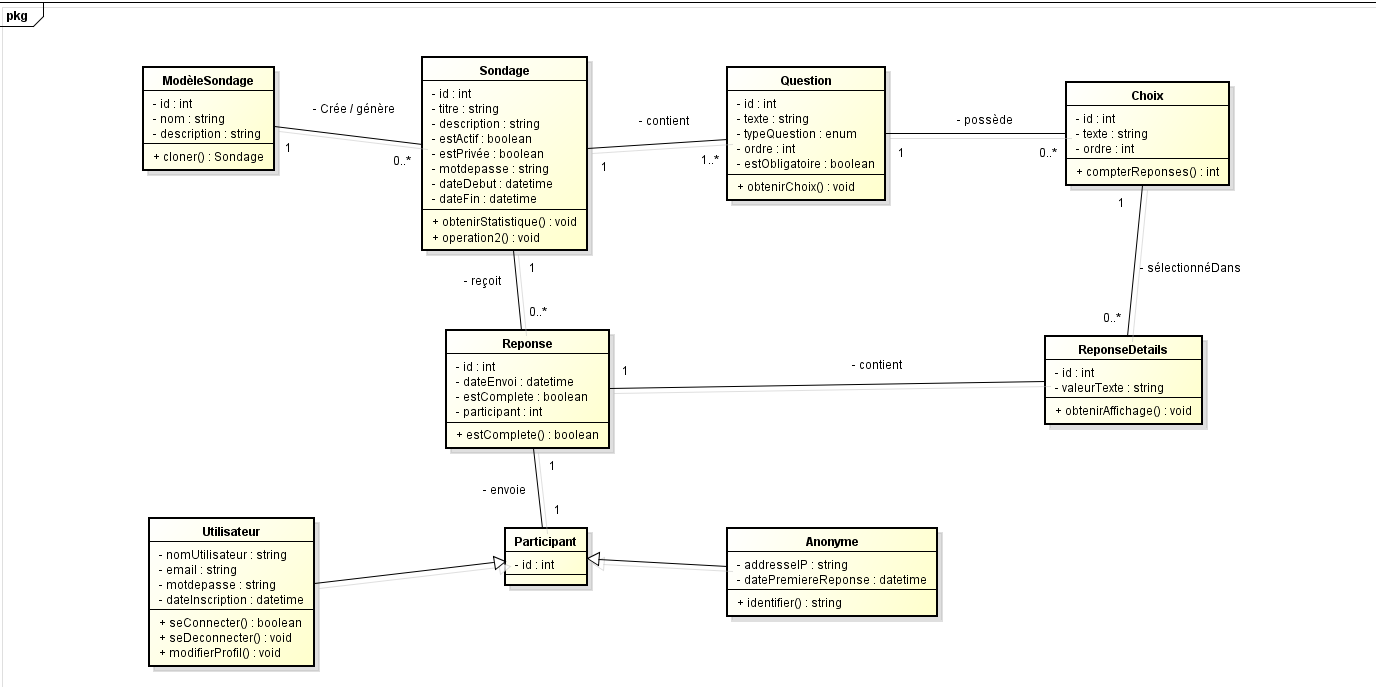 pkg
ModèleSondage
- id : int
- nom : string
- description : string
+ cloner() : Sondage
- Crée / génère
1
0..*
Sondage
- id : int
- titre : string
- description : string
- estActif : boolean
- estPrivée : boolean
- motdepasse : string
- dateDebut : datetime
- dateFin : datetime
+ obtenirStatistique() : void
+ operation2() : void
- contient
1
1..*
Question
- id : int
- texte : string
- typeQuestion : enum
- ordre : int
- estObligatoire : boolean
+ obtenirChoix() : void
- possède
1
0..*
Choix
- id : int
- texte : string
- ordre : int
+ compterReponses() : int
1
- sélectionnéDans
0..*
1
- reçoit
0..*
Reponse
- id : int
- dateEnvoi : datetime
- estComplete : boolean
- participant : int
+ estComplete() : boolean
1
- contient
ReponseDetails
- id : int
- valeurTexte : string
+ obtenirAffichage() : void
1
- envoie
1
Utilisateur
- nomUtilisateur : string
- email : string
- motdepasse : string
- dateInscription : datetime
+ seConnecter() : boolean
+ seDeconnecter() : void
+ modifierProfil() : void
Participant
- id : int
Anonyme
- addresseIP : string
- datePremiereReponse : datetime
+ identifier() : string